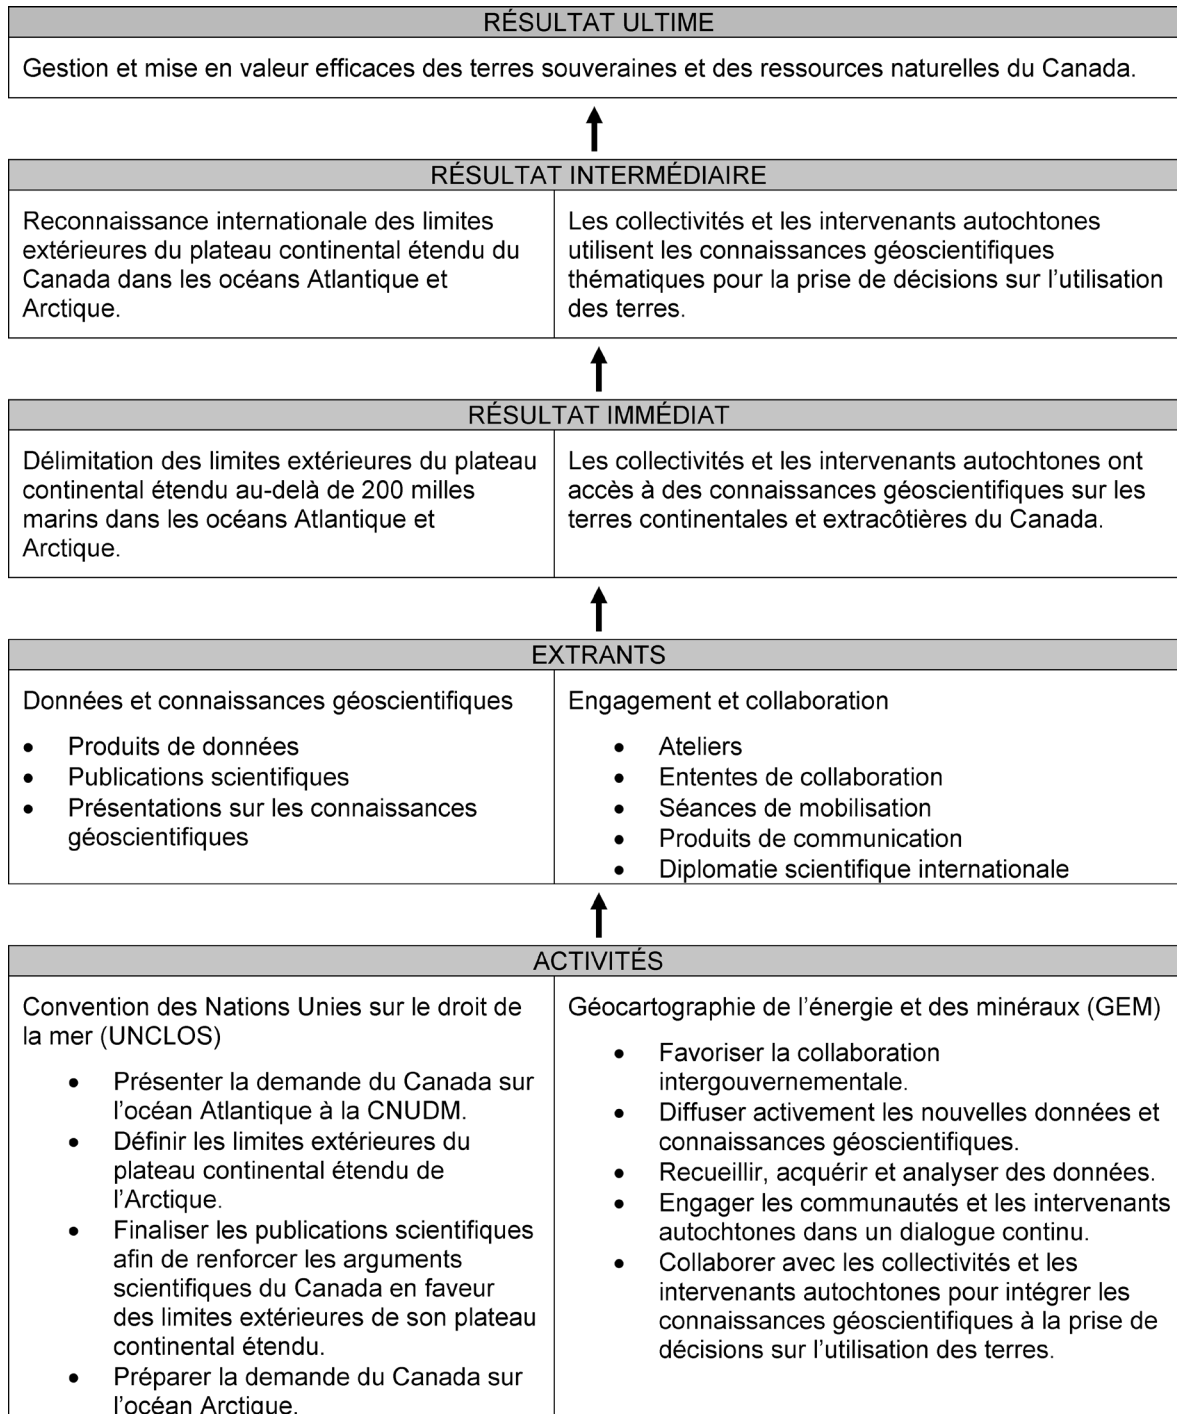 RÉSULTAT ULTIME
Gestion et mise en valeur efficaces des terres souveraines et des ressources naturelles du Canada.
RÉSULTAT INTERMÉDIAIRE
Reconnaissance internationale des limites
extérieures du plateau continental étendu du
Canada dans les océans Atlantique et
Arctique.
Les collectivités et les intervenants autochtones
utilisent les connaissances géoscientifiques
thématiques pour la prise de décisions sur l’utilisation
des terres.
RÉSULTAT IMMÉDIAT
Délimitation des limites extérieures du plateau
continental étendu au-delà de 200 milles
marins dans les océans Atlantique et
Arctique.
Les collectivités et les intervenants autochtones ont
accès à des connaissances géoscientifiques sur les
terres continentales et extracôtières du Canada.
EXTRANTS
Données et connaissances géoscientifiques
• Produits de données
• Publications scientifiques
• Présentations sur les connaissances
géoscientifiques
Engagement et collaboration
• Ateliers
• Ententes de collaboration
• Séances de mobilisation
• Produits de communication
• Diplomatie scientifique internationale
ACTIVITÉS
Convention des Nations Unies sur le droit de
la mer (UNCLOS)
• Présenter la demande du Canada sur
l’océan Atlantique à la CNUDM.
• Définir les limites extérieures du
plateau continental étendu de
l’Arctique.
• Finaliser les publications scientifiques
afin de renforcer les arguments
scientifiques du Canada en faveur
des limites extérieures de son plateau
continental étendu.
• Préparer la demande du Canada sur
l’océan Arctique.
Géocartographie de l’énergie et des minéraux (GEM)
• Favoriser la collaboration
intergouvernementale.
• Diffuser activement les nouvelles données et
connaissances géoscientifiques.
• Recueillir, acquérir et analyser des données.
• Engager les communautés et les intervenants
autochtones dans un dialogue continu.
• Collaborer avec les collectivités et les
intervenants autochtones pour intégrer les
connaissances géoscientifiques à la prise de
décisions sur l’utilisation des terres.